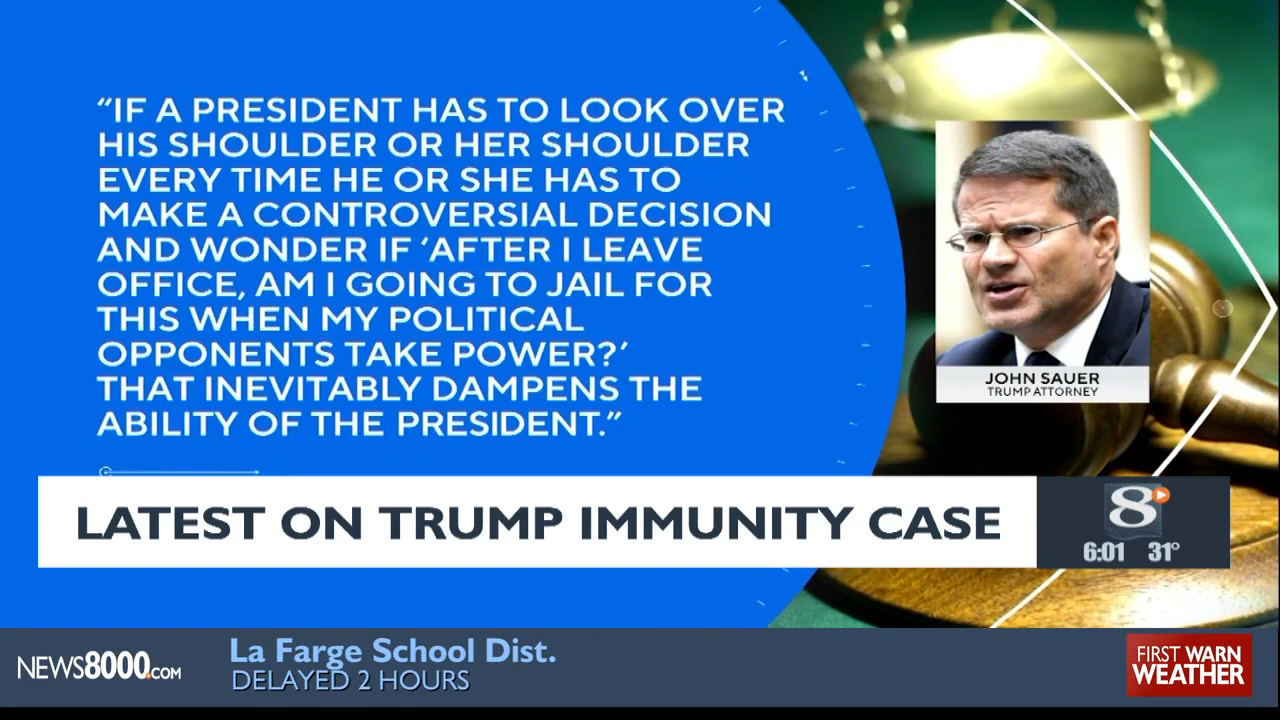 “IF A PRESIDENT HAS TO LOOK OVER
HIS SHOULDER OR HER SHOULDER
EVERY TIME HE OR SHE HAS TO
MAKE A CONTROVERSIAL DECISION
AND WONDER IF ‘AFTER I LEAVE
OFFICE, AM I GOING TO JAIL FOR
THIS WHEN MY POLITICAL
OPPONENTS TAKE POWER?’
THAT INEVITABLY DAMPENS THE
ABILITY OF THE PRESIDENT.”
JOHN SAUER
TRUMP ATTORNEY
LATEST ON TRUMP IMMUNITY CASE
8
6:01 31°
NEWS8000.COM
La Farge School Dist.
DELAYED 2 HOURS
FIRST WARN
WEATHER